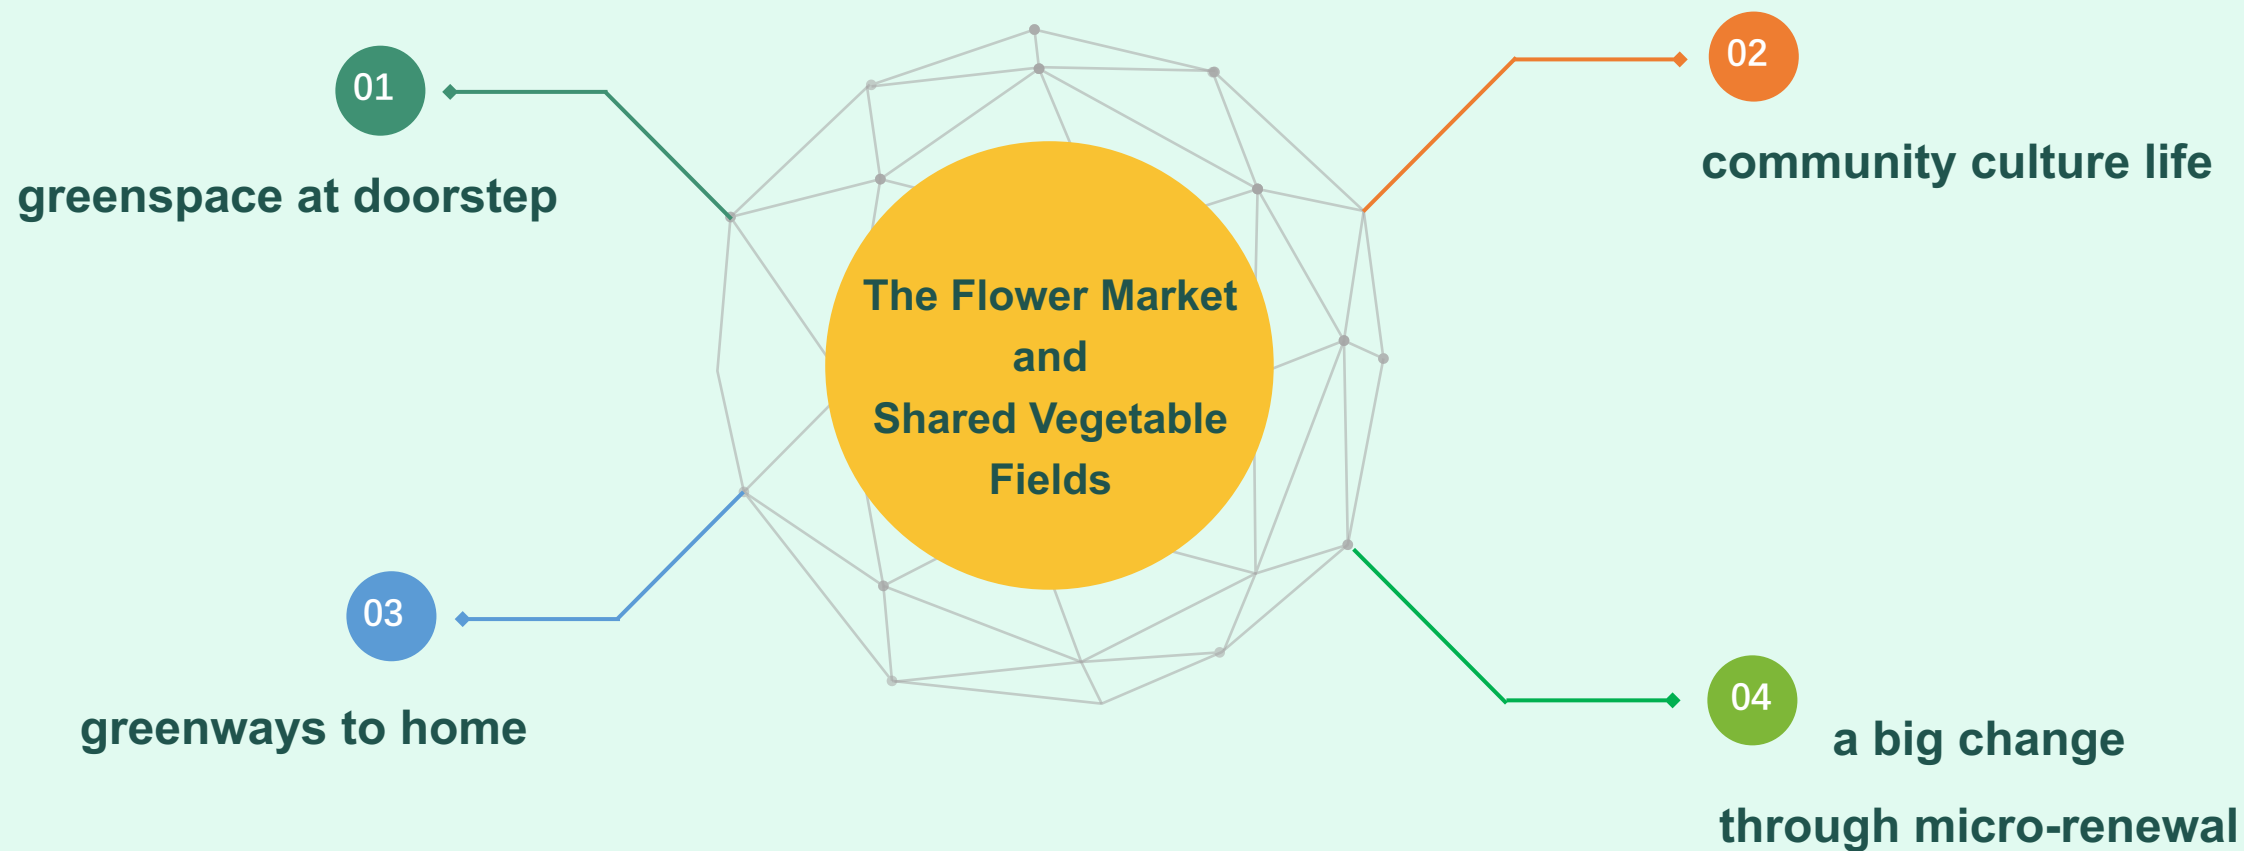 01
greenspace at doorstep
02
community culture life
The Flower Market
and
Shared Vegetable
Fields
03
greenways to home
04
a big change
through micro-renewal